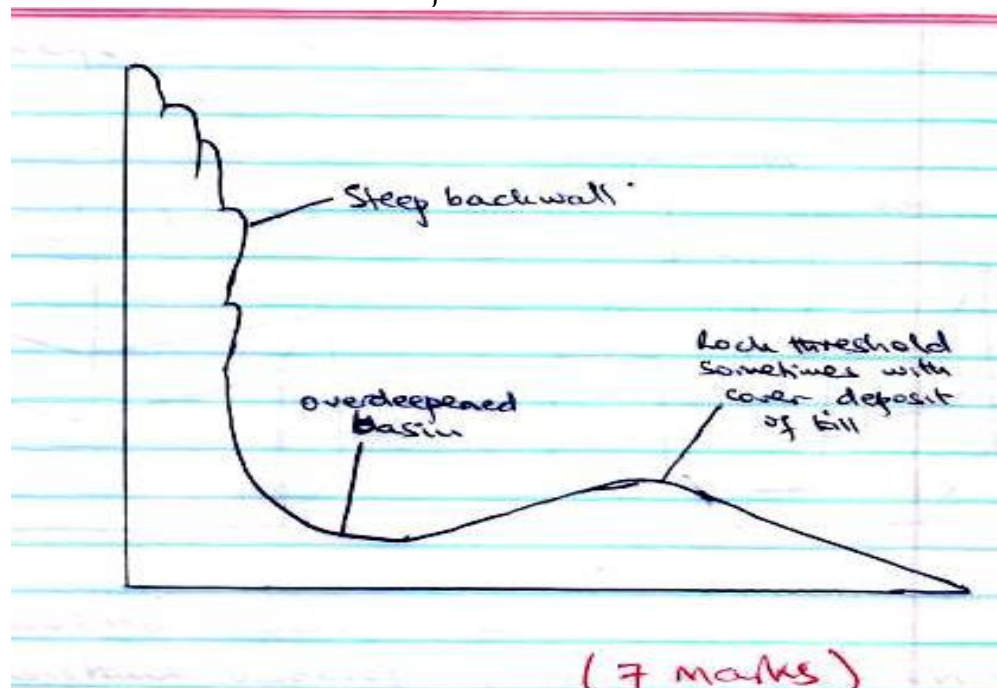 Steep backwall
overdeepened
basin
Rock threshold
sometimes with
cover deposit
of till
(7 marks)